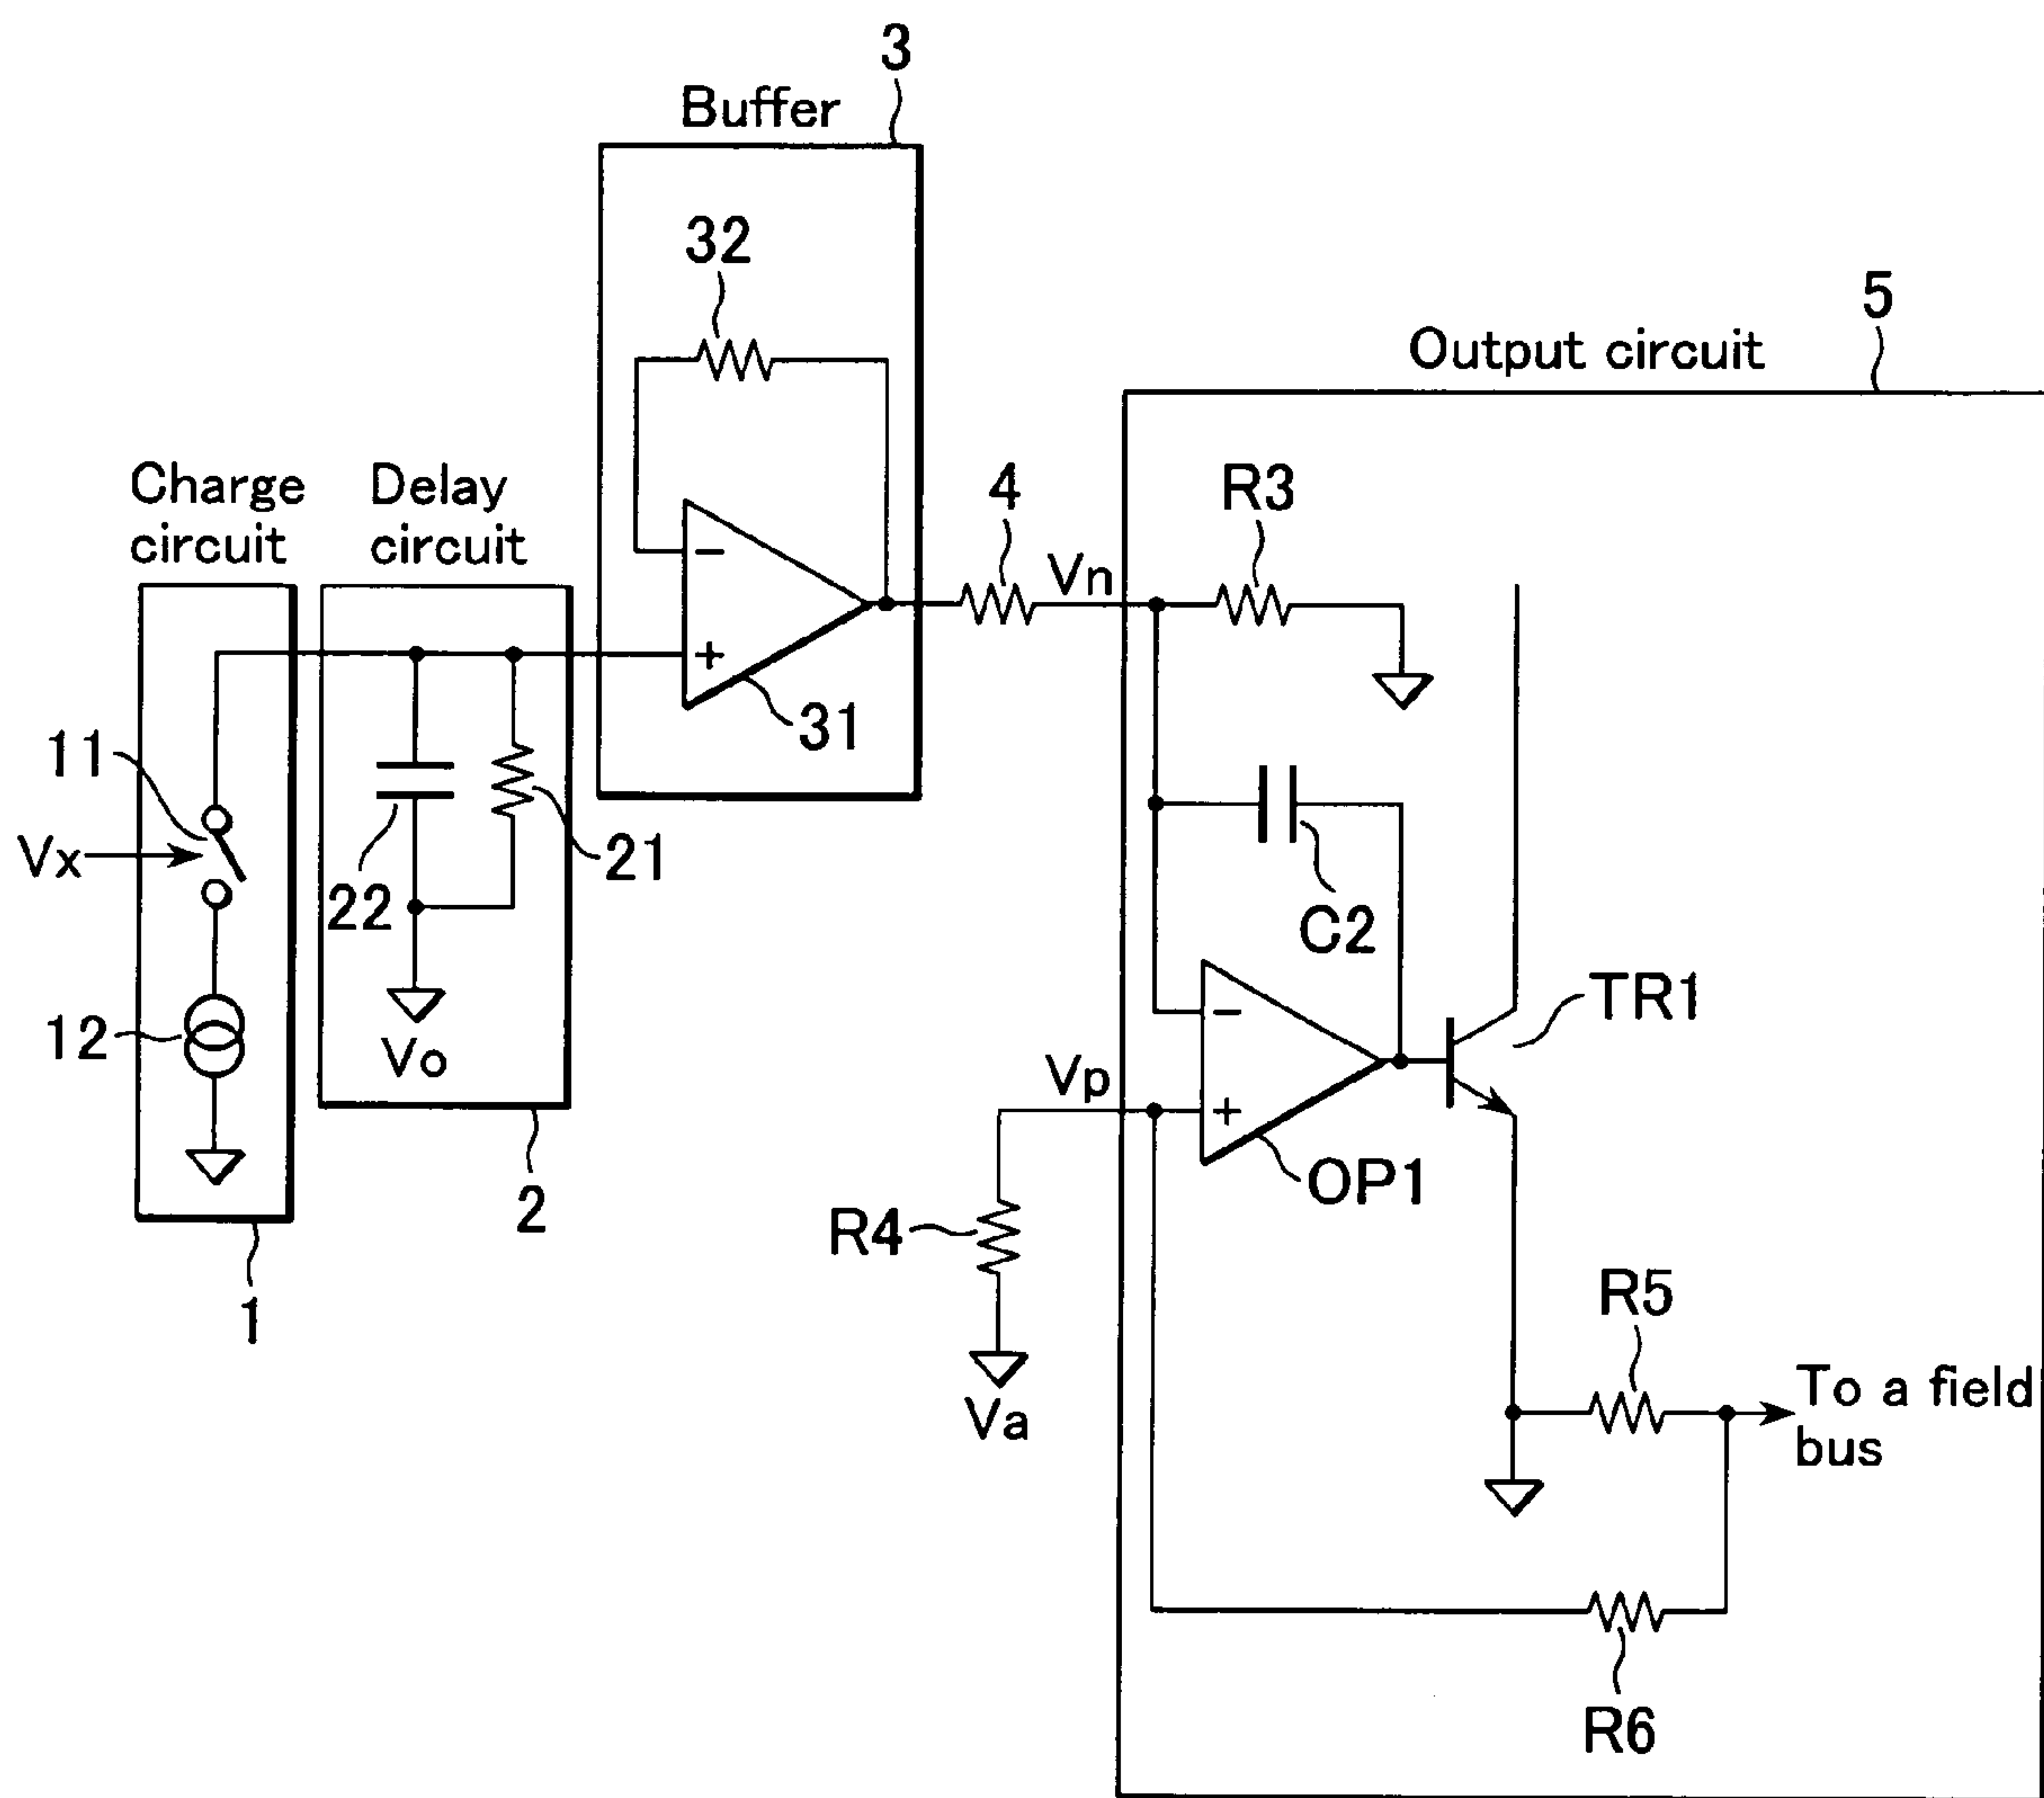 3
Buffer
32
5
Output circuit
Charge
circuit
Delay
circuit
4
R3
Vn
31
11
Vx
21
22
C2
12
Vo
TR1
Vp
OP1
2
R4
1
R5
Va
To a field
bus
R6